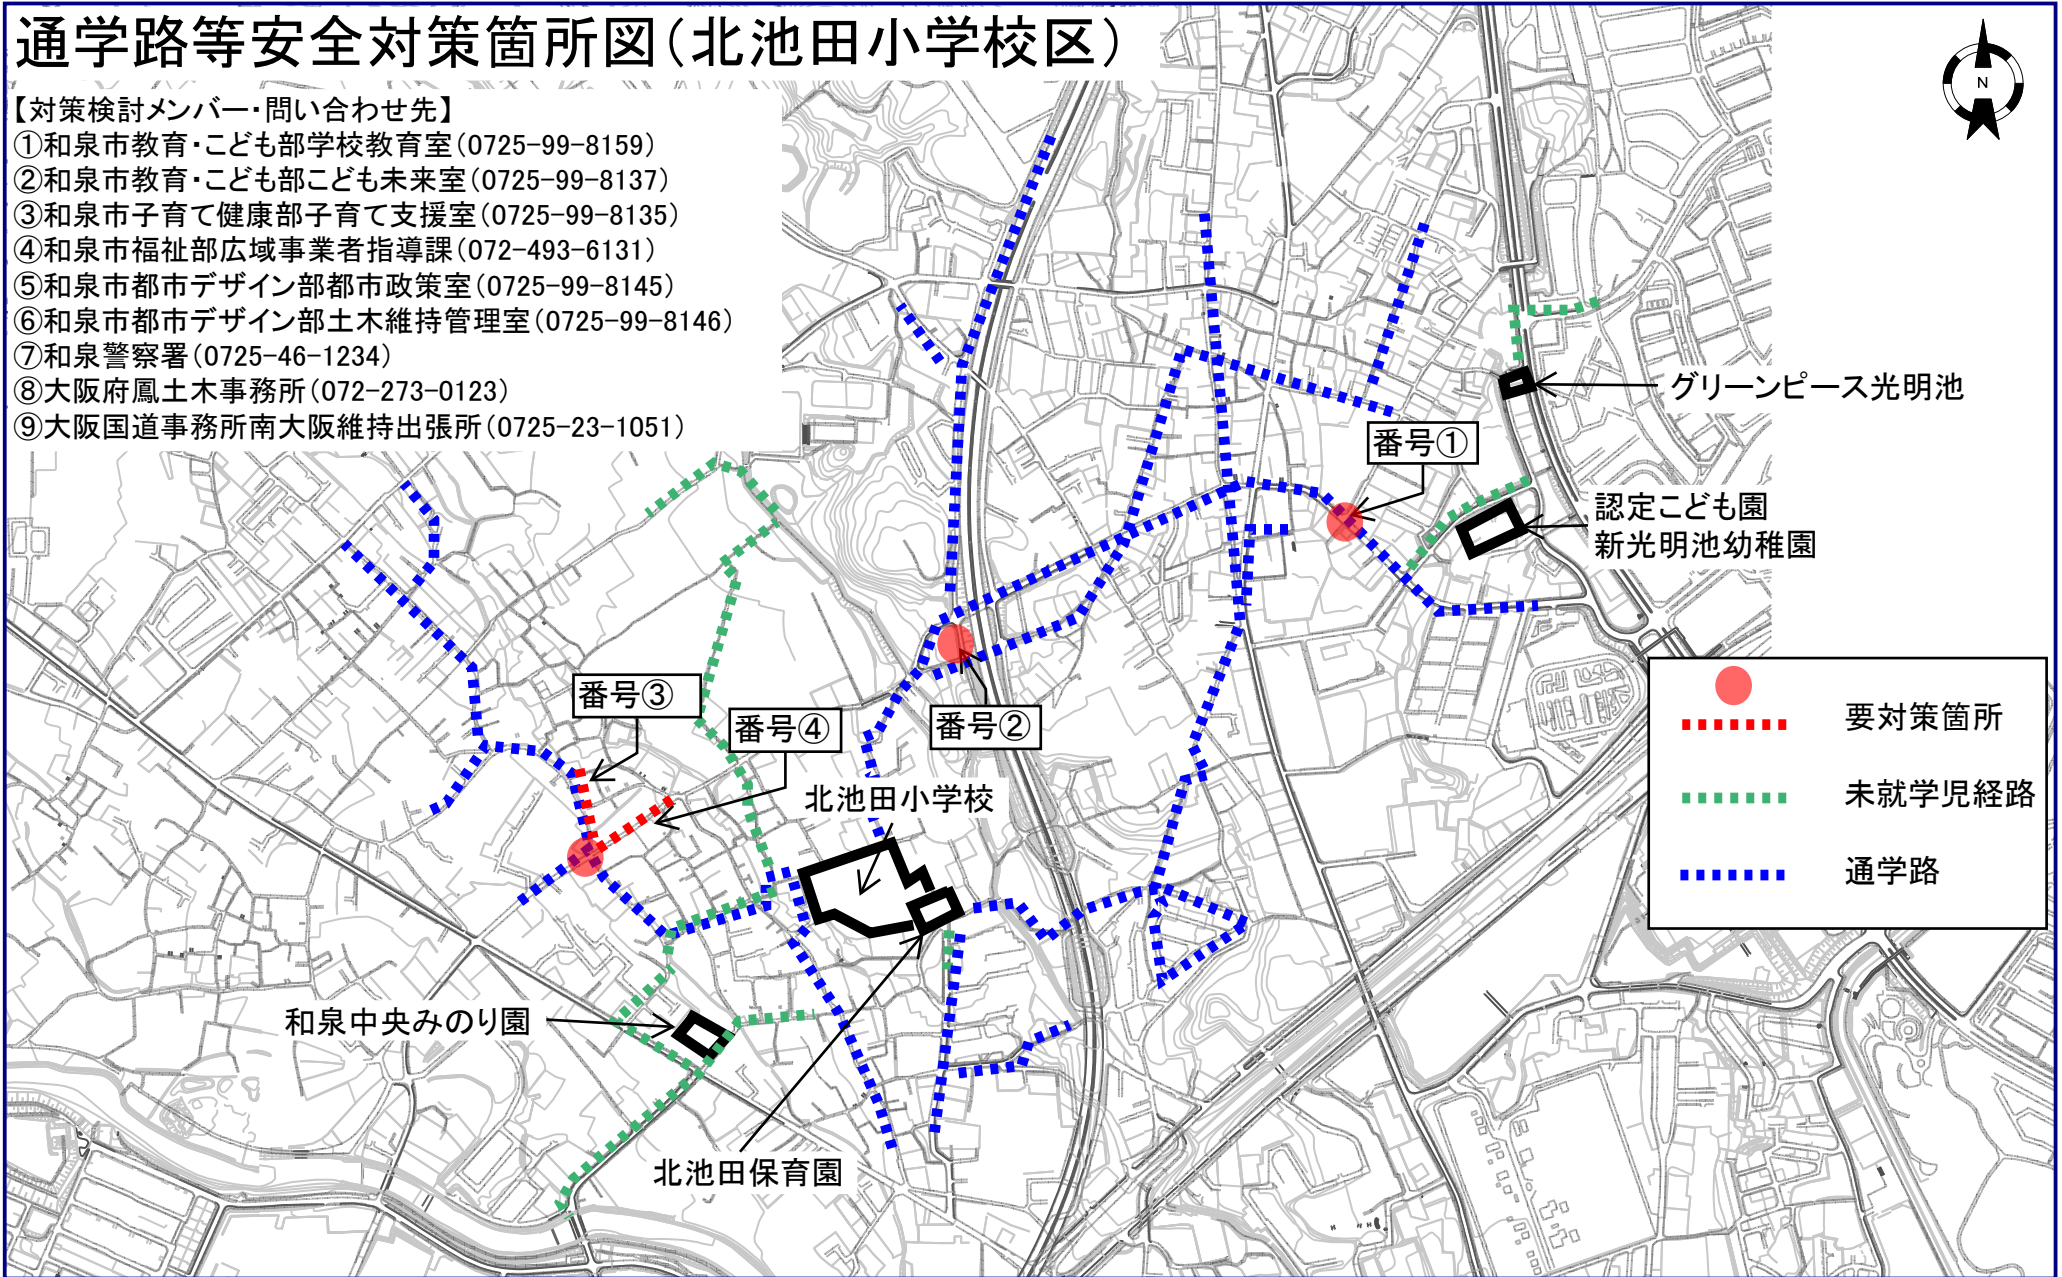 通学路等安全対策箇所図(北池田小学校区)
N
【対策検討メンバー・問い合わせ先】
①和泉市教育・こども部学校教育室(0725-99-8159)
②和泉市教育・こども部こども未来室(0725-99-8137)
③和泉市子育て健康部子育て支援室(0725-99-8135)
④和泉市福祉部広域事業者指導課(072-493-6131)
⑤和泉市都市デザイン部都市政策室(0725-99-8145)
⑥和泉市都市デザイン部土木維持管理室(0725-99-8146)
⑦和泉警察署(0725-46-1234)
⑧大阪府鳳土木事務所(072-273-0123)
⑨大阪国道事務所南大阪維持出張所(0725-23-1051)
グリーンピース光明池
番号①
認定こども園
新光明池幼稚園
番号③
番号④
番号②
北池田小学校
要対策箇所
未就学児経路
通学路
和泉中央みのり園
北池田保育園